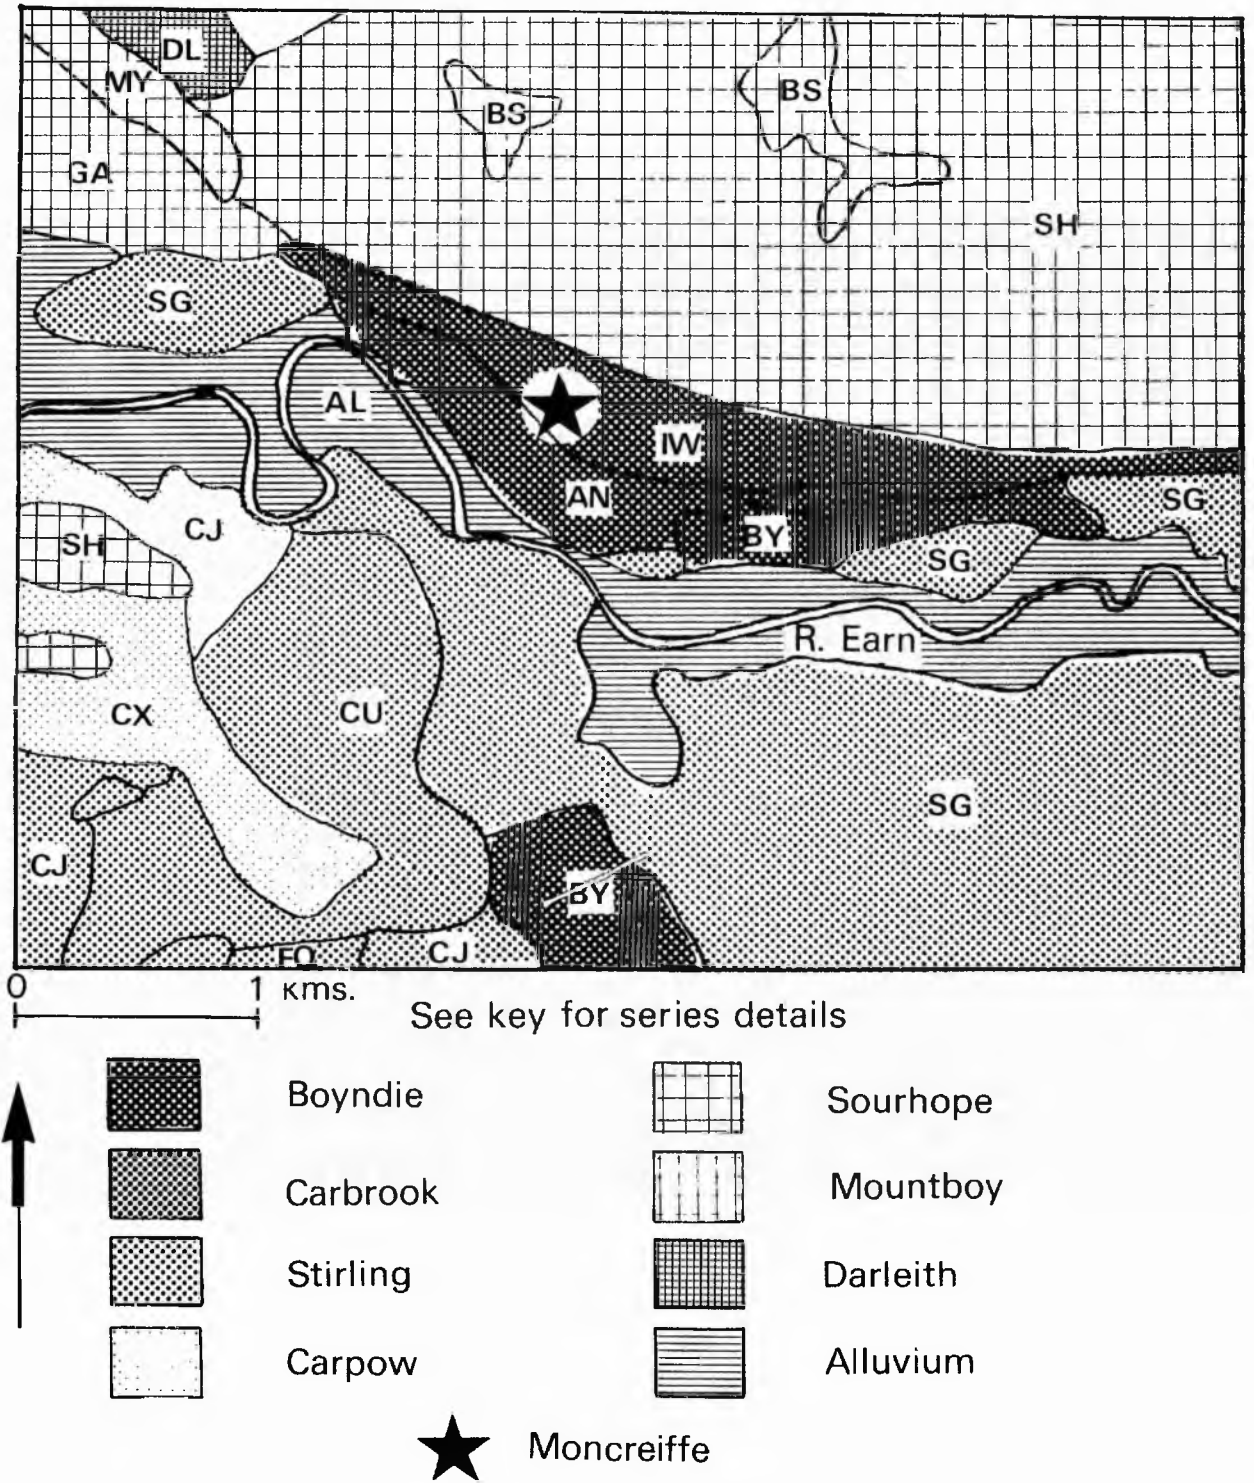 DL
MY
BS
BS
GA
SH
SG
AL
IW
AN
SG
CJ
BY
SH
SG
R. Earn
CX
CU
SG
CJ
BY
CJ
FO
0 1 Kms.
See key for series details
Boyndie
Sourhope
Carbrook
Mountboy
Stirling
Darleith
Carpow
Alluvium
Moncreiffe